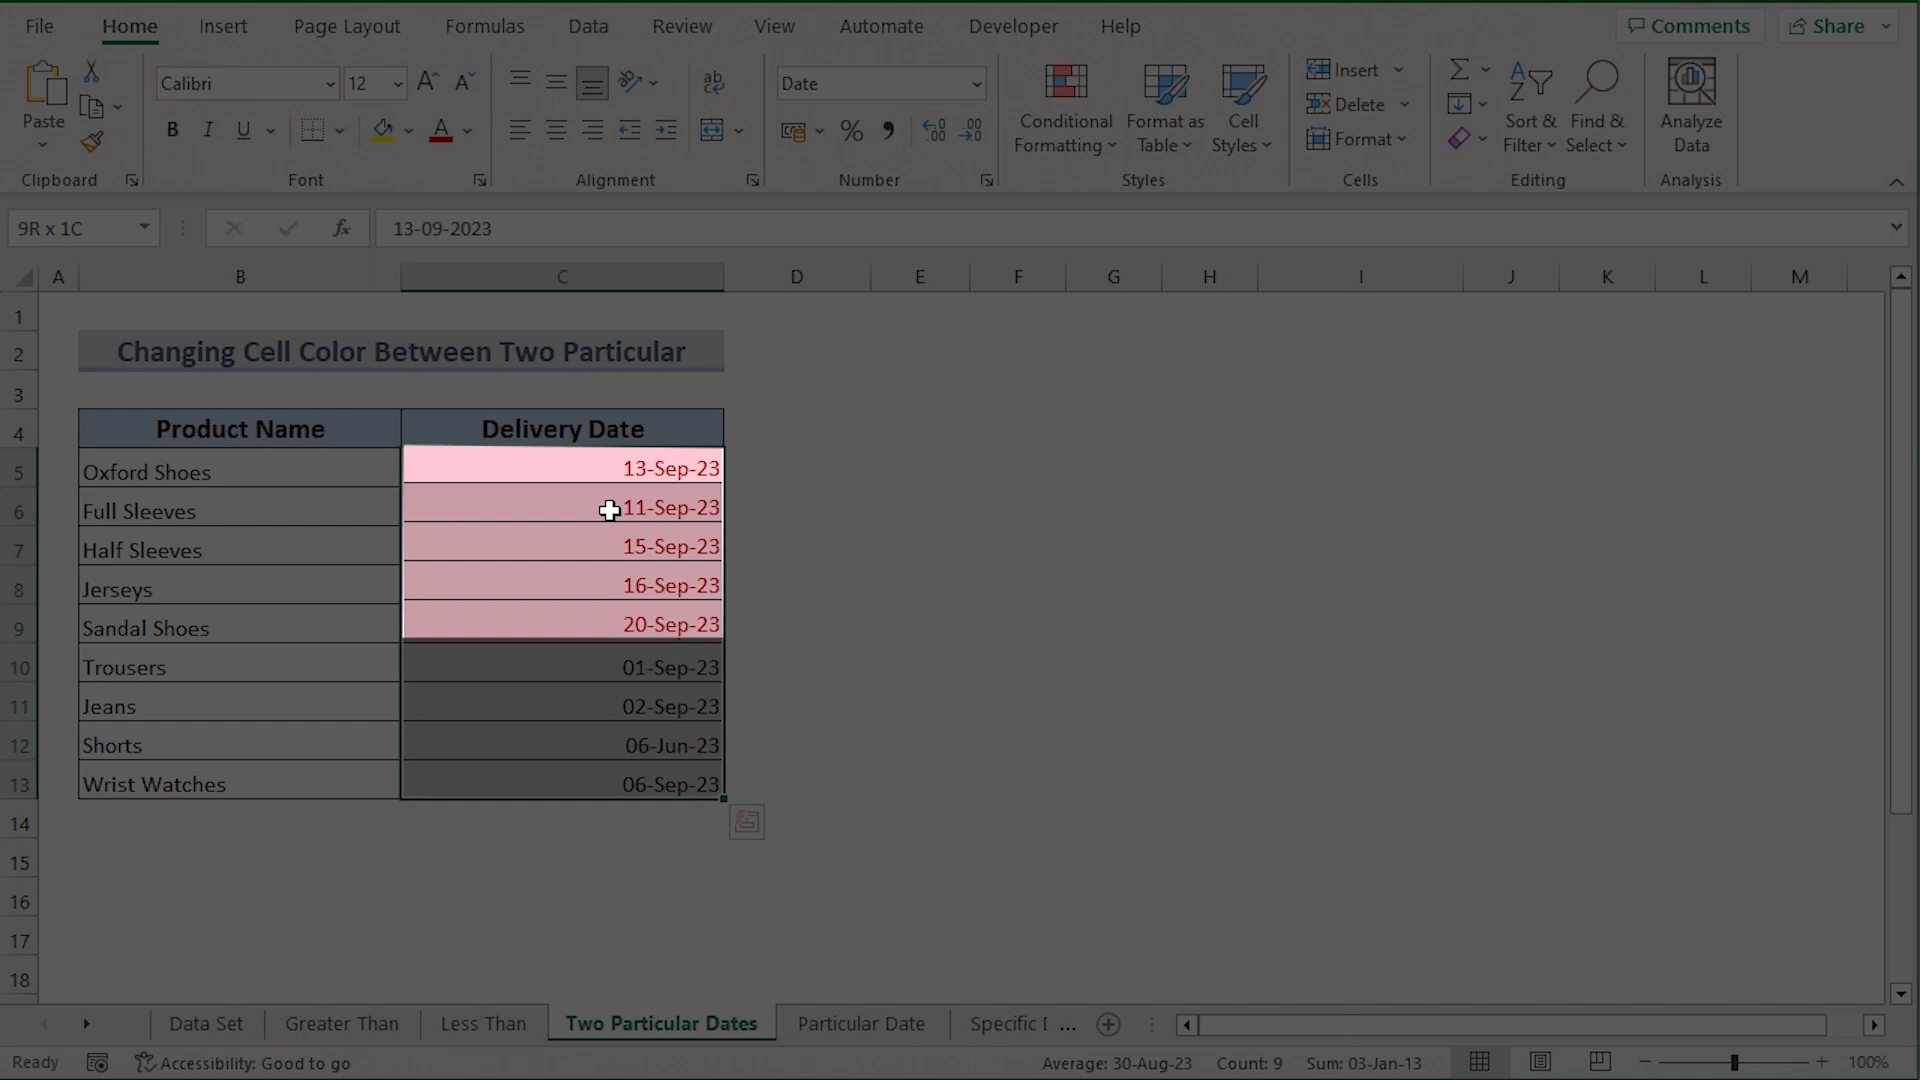 File Home Insert Page Layout Formulas Data Review View Automate Developer Help Comments Share
Calibri 12 Date Insert
Paste B I U % Conditional Formatting Format as Table Cell Styles Delete Format Sort & Filter Find & Select Analyze Data
Clipboard Font Alignment Number Styles Cells Editing Analysis
9R x 1C fx 13-09-2023
A B C D E F G H I J K L M
1
2 Changing Cell Color Between Two Particular
3
4 Product Name Delivery Date
5 Oxford Shoes 13-Sep-23
6 Full Sleeves 11-Sep-23
7 Half Sleeves 15-Sep-23
8 Jerseys 16-Sep-23
9 Sandal Shoes 20-Sep-23
10 Trousers 01-Sep-23
11 Jeans 02-Sep-23
12 Shorts 06-Jun-23
13 Wrist Watches 06-Sep-23
14
15
16
17
18
Data Set Greater Than Less Than Two Particular Dates Particular Date Specific ...
Ready Accessibility: Good to go Average: 30-Aug-23 Count: 9 Sum: 03-Jan-13 100%